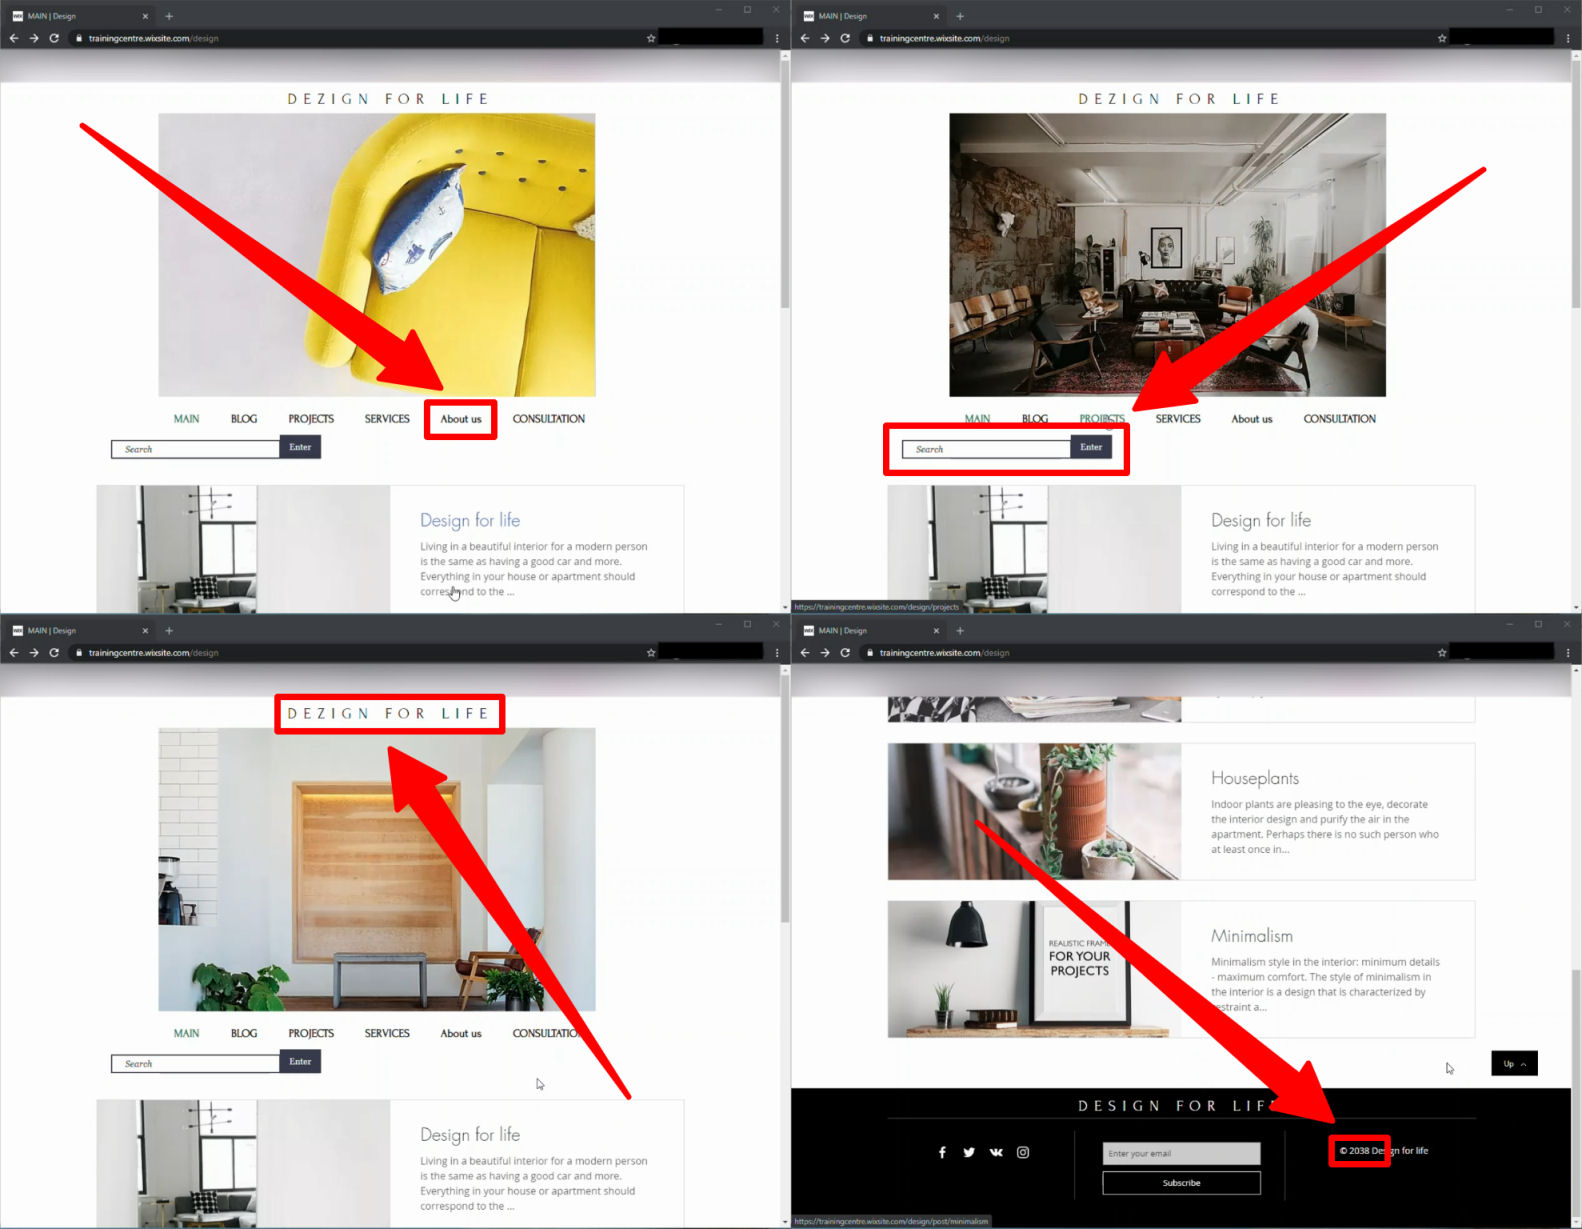 MAIN | Design
trainingcentre.wixsite.com/design
DEZIGN FOR LIFE
MAIN BLOG PROJECTS SERVICES About us CONSULTATION
Search Enter
Design for life
Living in a beautiful interior for a modern person
is the same as having a good car and more.
Everything in your house or apartment should
correspond to the ...
MAIN | Design
trainingcentre.wixsite.com/design
DEZIGN FOR LIFE
MAIN BLOG PROJECTS SERVICES About us CONSULTATION
Search Enter
Design for life
Living in a beautiful interior for a modern person
is the same as having a good car and more.
Everything in your house or apartment should
correspond to the ...
https://trainingcentre.wixsite.com/design/projects
MAIN | Design
trainingcentre.wixsite.com/design
DEZIGN FOR LIFE
MAIN BLOG PROJECTS SERVICES About us CONSULTATION
Search Enter
Design for life
Living in a beautiful interior for a modern person
is the same as having a good car and more.
Everything in your house or apartment should
correspond to the ...
MAIN | Design
trainingcentre.wixsite.com/design
Houseplants
Indoor plants are pleasing to the eye, decorate
the interior design and purify the air in the
apartment. Perhaps there is no such person who
at least once in...
REALISTIC FRAME
FOR YOUR
PROJECTS
Minimalism
Minimalism style in the interior: minimum details
- maximum comfort. The style of minimalism in
the interior is a design that is characterized by
restraint a...
Up
DESIGN FOR LIFE
Enter your email
Subscribe
© 2038 Design for life
https://trainingcentre.wixsite.com/design/post/minimalism